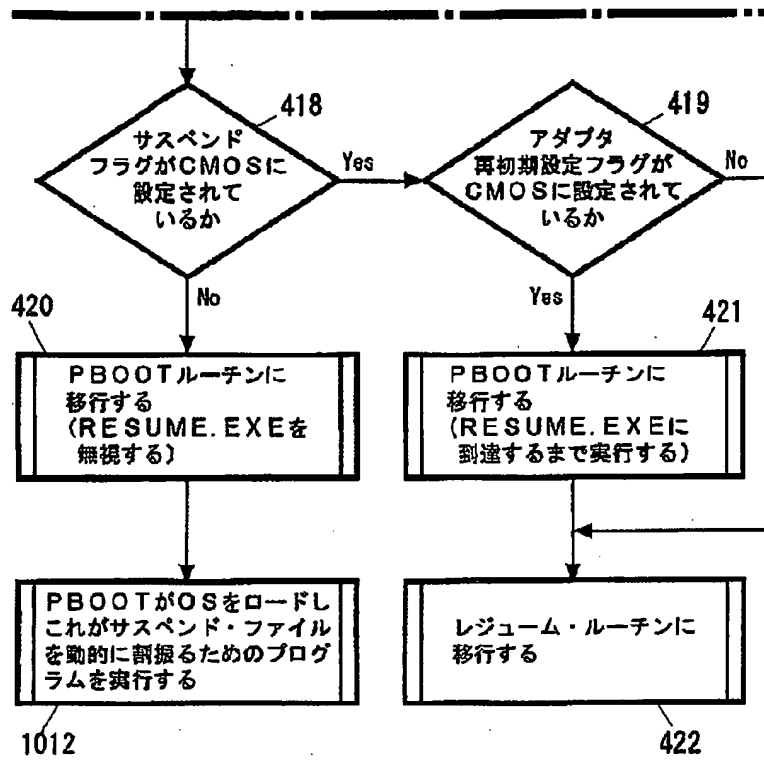 418
サスペンド
フラグがCMOSに
設定されて
いるか
Yes
No
419
アダプタ
再初期設定フラグが
CMOSに設定されて
いるか
No
Yes
420
PBOOTルーチンに
移行する
(RESUME.EXEを
無視する)
421
PBOOTルーチンに
移行する
(RESUME.EXEに
到達するまで実行する)
PBOOTがOSをロードし
これがサスペンド・ファイル
を動的に割振るためのプログ
ラムを実行する
1012
レジューム・ルーチンに
移行する
422